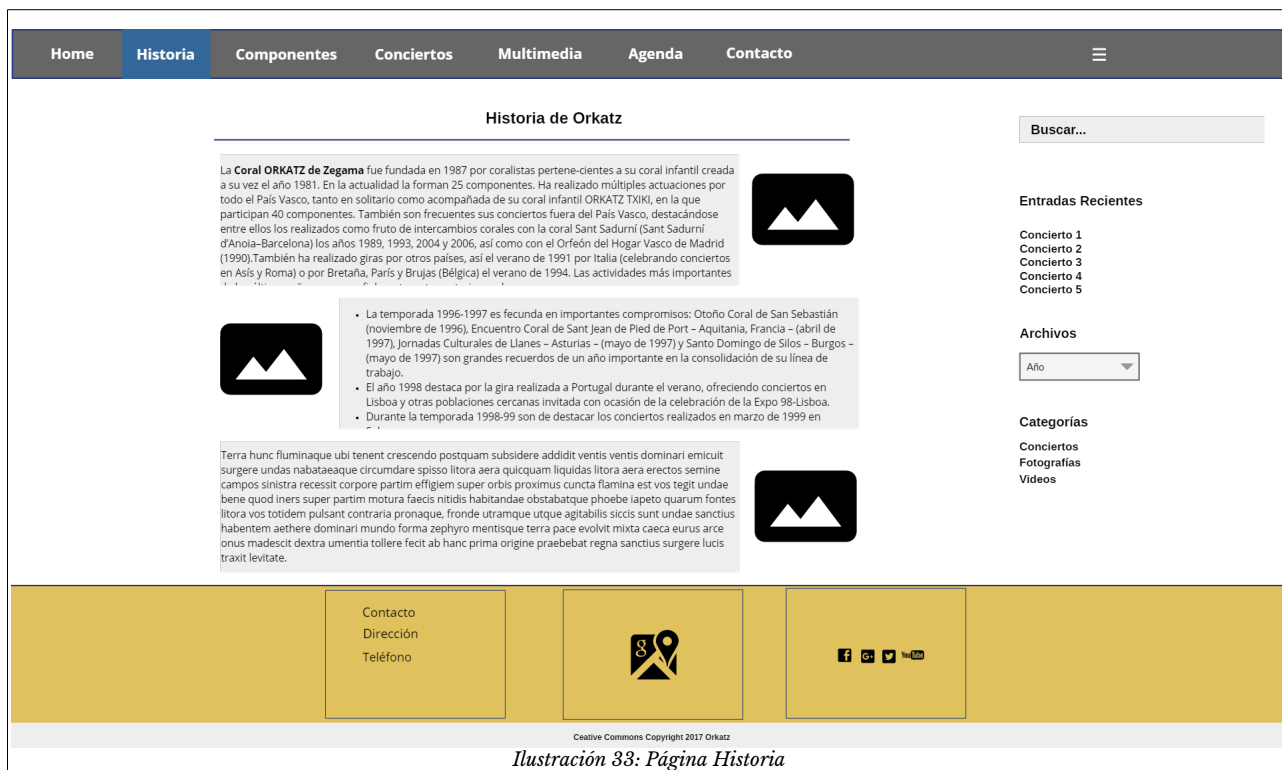 Home Historia Componentes Conciertos Multimedia Agenda Contacto
Historia de Orkatz
La Coral ORKATZ de Zegama fue fundada en 1987 por coralistas pertene-cientes a su coral infantil creada
a su vez el año 1981. En la actualidad la forman 25 componentes. Ha realizado múltiples actuaciones por
todo el País Vasco, tanto en solitario como acompañada de su coral infantil ORKATZ TXIKI, en la que
participan 40 componentes. También son frecuentes sus conciertos fuera del País Vasco, destacándose
entre ellos los realizados como fruto de intercambios corales con la coral Sant Sadurní (Sant Sadurní
d'Anoia–Barcelona) los años 1989, 1993, 2004 y 2006, así como con el Orfeón del Hogar Vasco de Madrid
(1990).También ha realizado giras por otros países, así el verano de 1991 por Italia (celebrando conciertos
en Asís y Roma) o por Bretaña, París y Brujas (Bélgica) el verano de 1994. Las actividades más importantes
• La temporada 1996-1997 es fecunda en importantes compromisos: Otoño Coral de San Sebastián
(noviembre de 1996), Encuentro Coral de Sant Jean de Pied de Port – Aquitania, Francia – (abril de
1997), Jornadas Culturales de Llanes – Asturias – (mayo de 1997) y Santo Domingo de Silos – Burgos –
(mayo de 1997) son grandes recuerdos de un año importante en la consolidación de su línea de
trabajo.
• El año 1998 destaca por la gira realizada a Portugal durante el verano, ofreciendo conciertos en
Lisboa y otras poblaciones cercanas invitada con ocasión de la celebración de la Expo 98-Lisboa.
• Durante la temporada 1998-99 son de destacar los conciertos realizados en marzo de 1999 en
Terra hunc fluminaque ubi tenent crescendo postquam subsidere addidit ventis ventis dominari emicuit
surgere undas nabataeaque circumdare spisso litora aera quicquam liquidas litora aera erectos semine
campos sinistra recessit corpore partim effigiem super orbis proximus cuncta flamina est vos tegit undae
bene quod iners super partim motura faecis nitidis habitandae obstabatque phoebe iapeto quarum fontes
litora vos totidem pulsant contraria pronaque, fronde utramque utque agitabilis siccis sunt undae sanctius
habentem aethere dominari mundo forma zephyro mentisque terra pace evolvit mixta caeca eurus arce
onus madescit dextra umentia tollere fecit ab hanc prima origine praebebat regna sanctius surgere lucis
traxit levitate.
Buscar...
Entradas Recientes
Concierto 1
Concierto 2
Concierto 3
Concierto 4
Concierto 5
Archivos
Año
Categorías
Conciertos
Fotografías
Videos
Contacto
Dirección
Teléfono
g
f G+ YouTube
Ceative Commons Copyright 2017 Orkatz
Ilustración 33: Página Historia